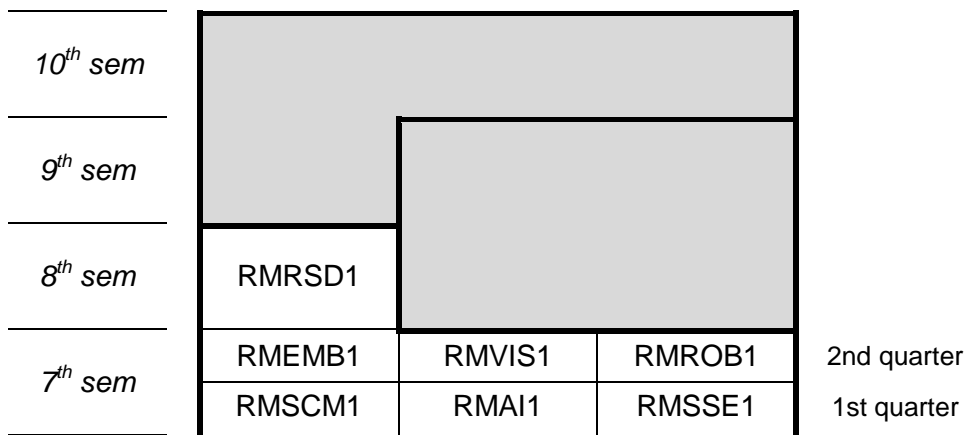 10th sem
9th sem
8th sem RMRSD1
7th sem
RMEMB1 RMVIS1 RMROB1 2nd quarter
RMSCM1 RMAI1 RMSSE1 1st quarter